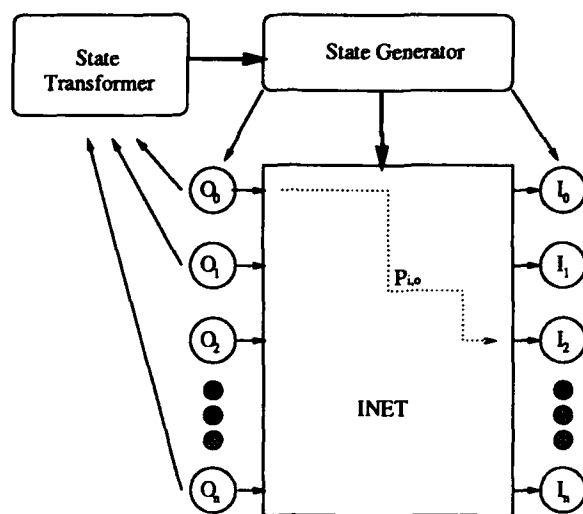 State
Transformer
State Generator
O0
I0
O1
I1
Pi,o
O2
I2
INET
On
In